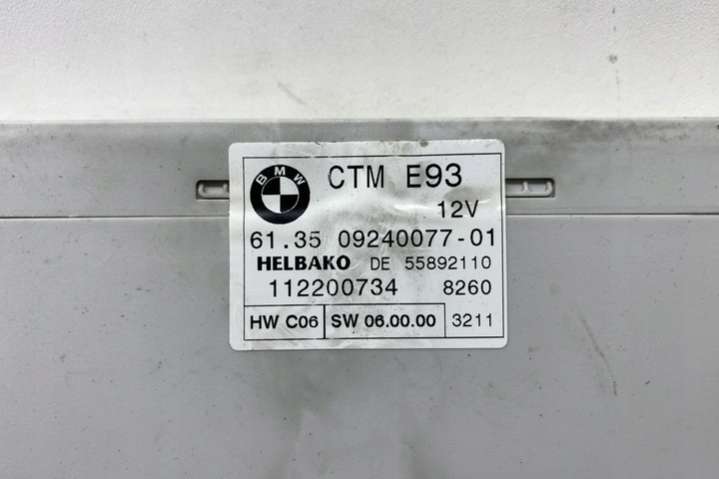 BMW
CTM E93
12V
61.35 09240077-01
HELBAKO DE 55892110
112200734 8260
HW C06 SW 06.00.00 3211